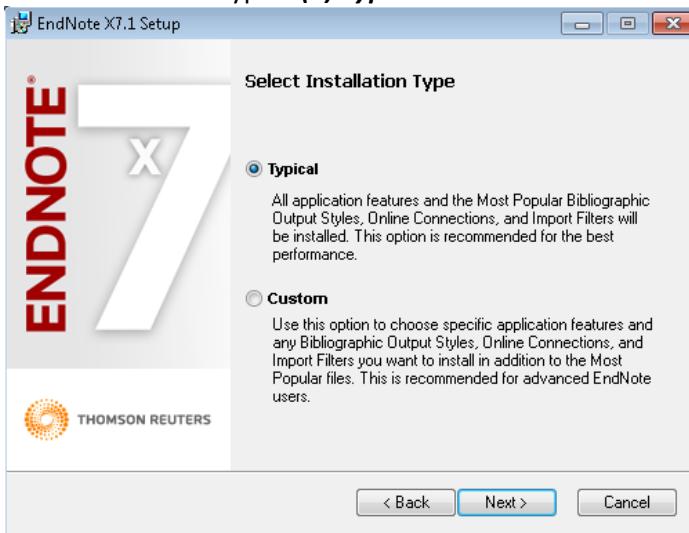 EndNote X7.1 Setup
ENDNOTE®
X7
Select Installation Type
Typical
All application features and the Most Popular Bibliographic
Output Styles, Online Connections, and Import Filters will
be installed. This option is recommended for the best
performance.
Custom
Use this option to choose specific application features and
any Bibliographic Output Styles, Online Connections, and
Import Filters you want to install in addition to the Most
Popular files. This is recommended for advanced EndNote
users.
THOMSON REUTERS
< Back
Next >
Cancel